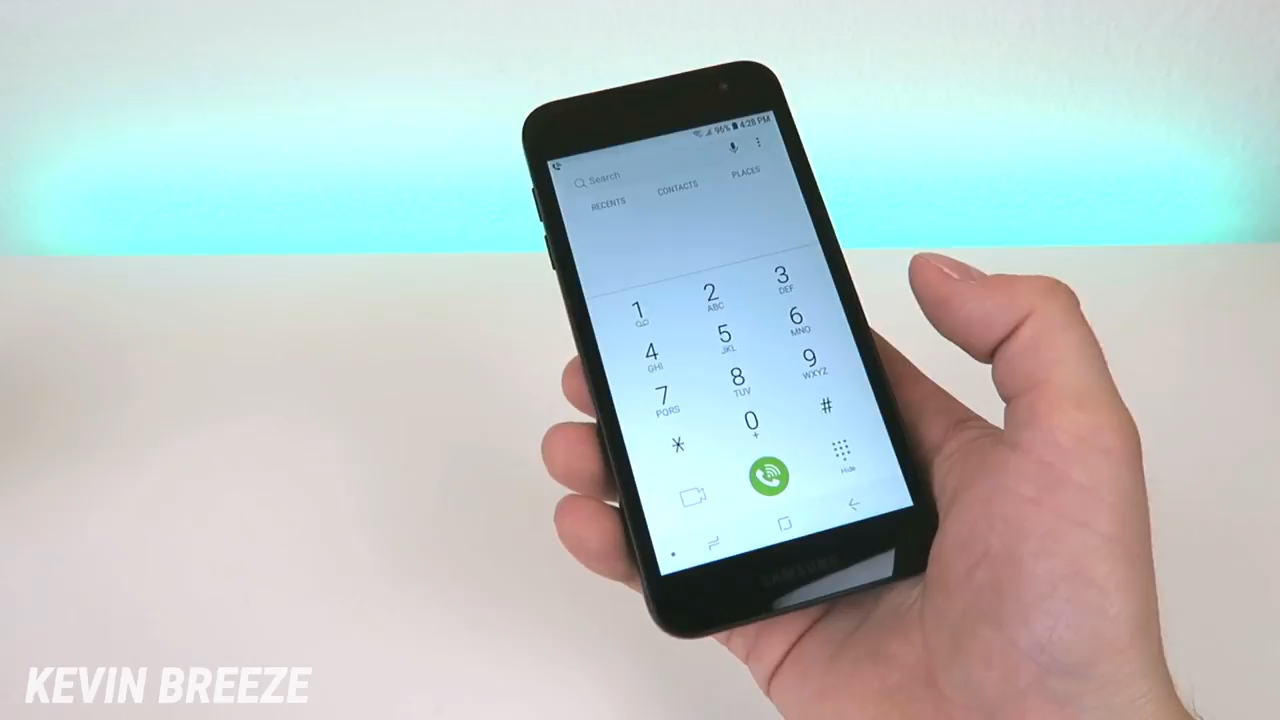 96% 4:28 PM
Search
RECENTS CONTACTS PLACES
1 2 ABC 3 DEF
4 GHI 5 JKL 6 MNO
7 PQRS 8 TUV 9 WXYZ
* 0 + #
Hide
SAMSUNG
KEVIN BREEZE